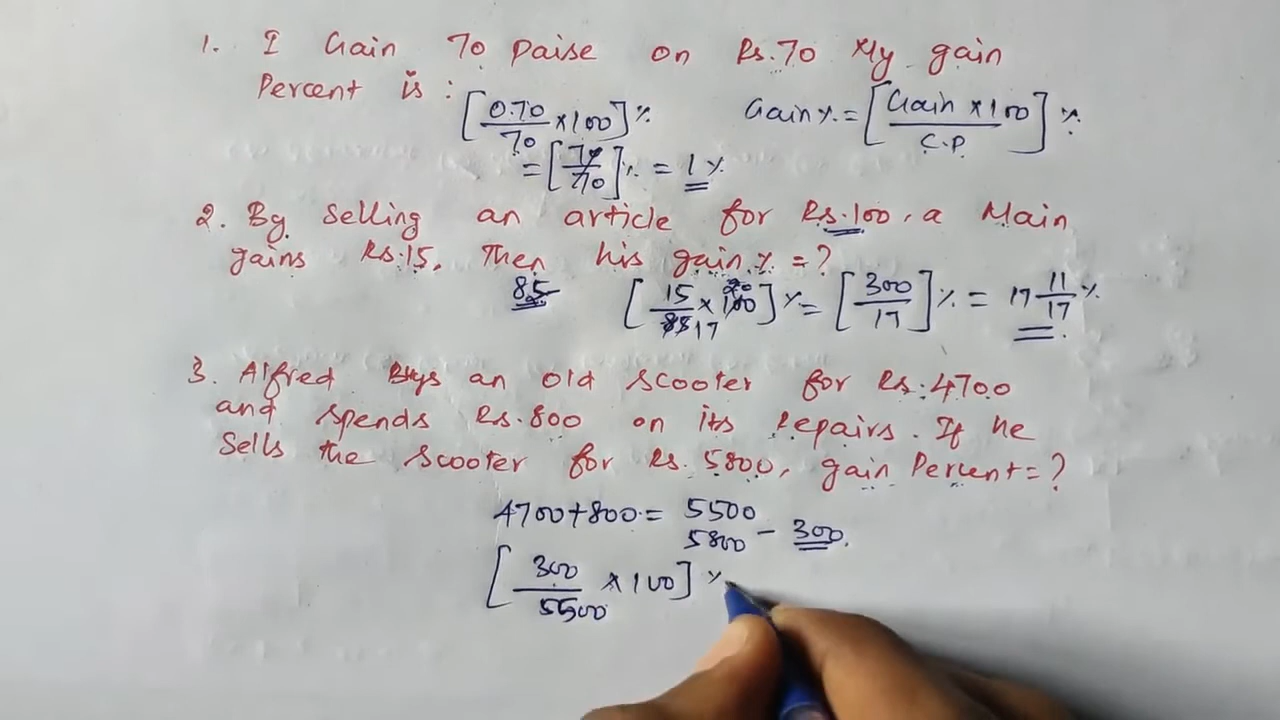 1. I Gain 70 Paise on Rs.70 My gain
Percent is :
[0.70/70 ×100]%
Gain% = [Gain ×100/C.P]%
= [70/70]% = 1%
2. By Selling an article for Rs.100, a Main
gains Rs.15, Then his gain% = ?
85
[15/85 17 × 100 20]% = [300/17]% = 17 11/17 %
3. Alfred Buys an old Scooter for Rs.4700
and spends Rs.800 on its Repairs. If he
Sells the Scooter for Rs. 5800, gain Percent = ?
4700+800 = 5500
5800 - 300.
[300/5500 ×100]%